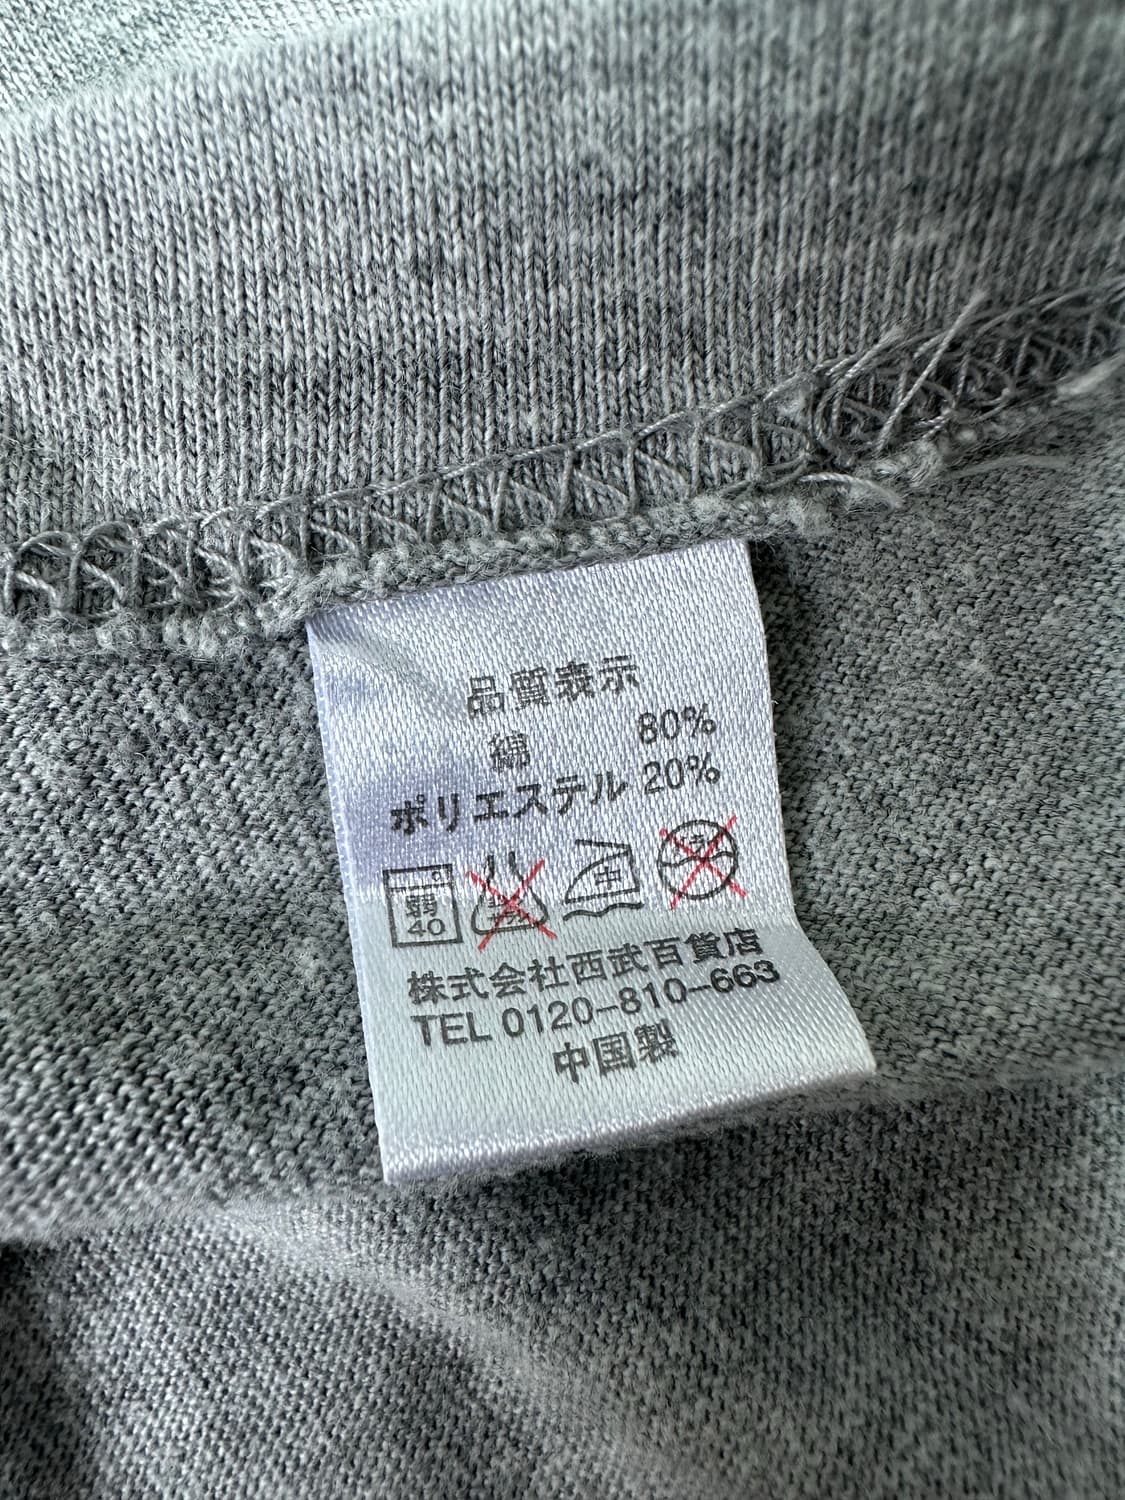 品質表示
綿 80%
ポリエステル 20%
弱 40 中
株式会社西武百貨店
TEL 0120-810-663
中国製